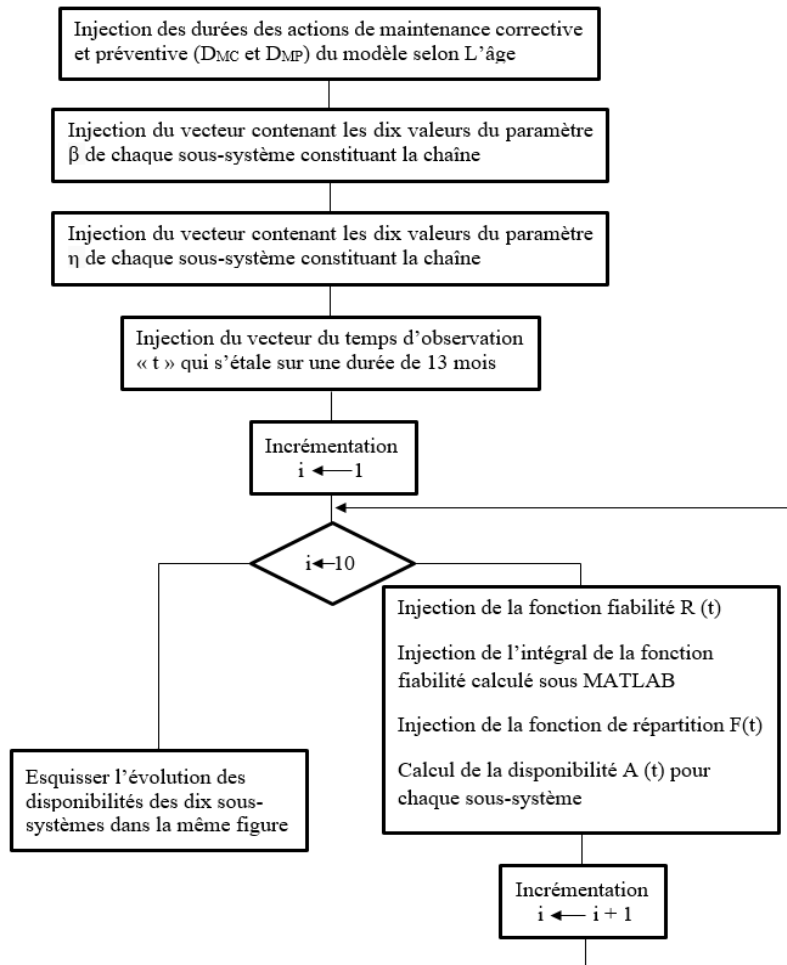 Injection des durées des actions de maintenance corrective
et préventive (DMC et DMP) du modèle selon L'âge
Injection du vecteur contenant les dix valeurs du paramètre
β de chaque sous-système constituant la chaîne
Injection du vecteur contenant les dix valeurs du paramètre
η de chaque sous-système constituant la chaîne
Injection du vecteur du temps d'observation
« t » qui s'étale sur une durée de 13 mois
Incrémentation
i ← 1
i←10
Injection de la fonction fiabilité R (t)
Injection de l'intégral de la fonction
fiabilité calculé sous MATLAB
Injection de la fonction de répartition F(t)
Calcul de la disponibilité A (t) pour
chaque sous-système
Esquisser l'évolution des
disponibilités des dix sous-
systèmes dans la même figure
Incrémentation
i ← i + 1